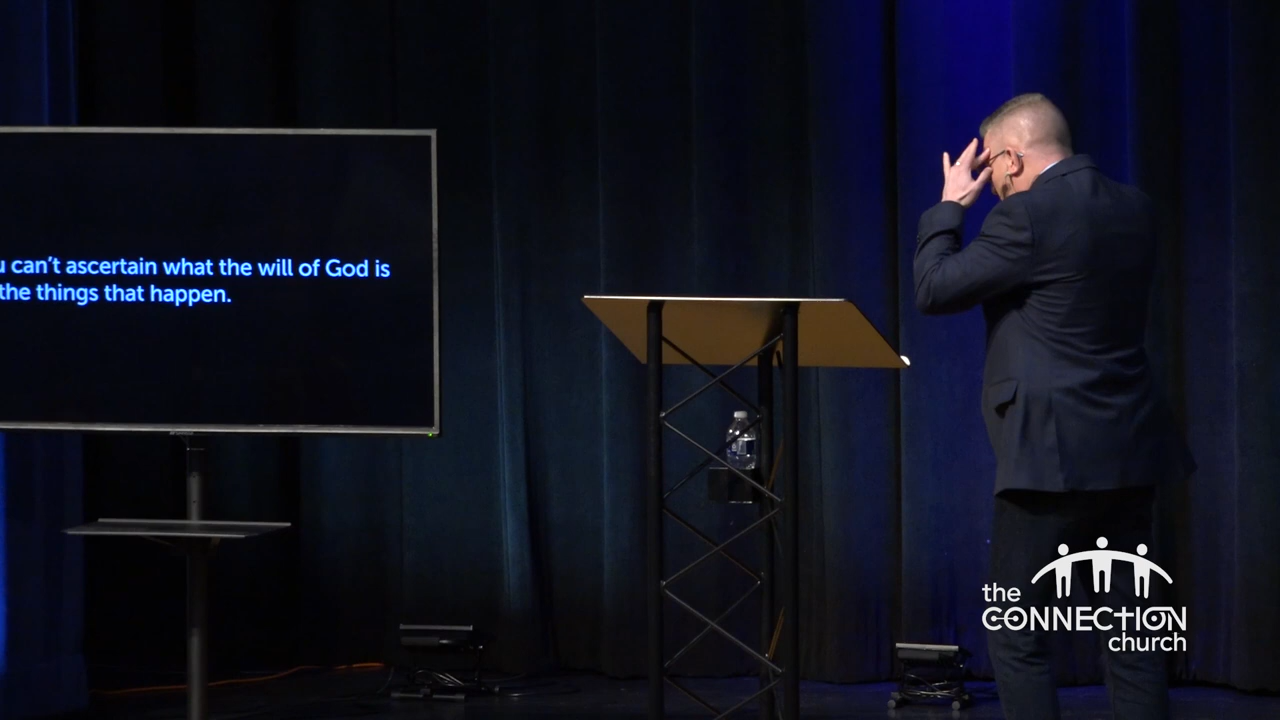 can't ascertain what the will of God is
the things that happen.
the
CONNECTION
church